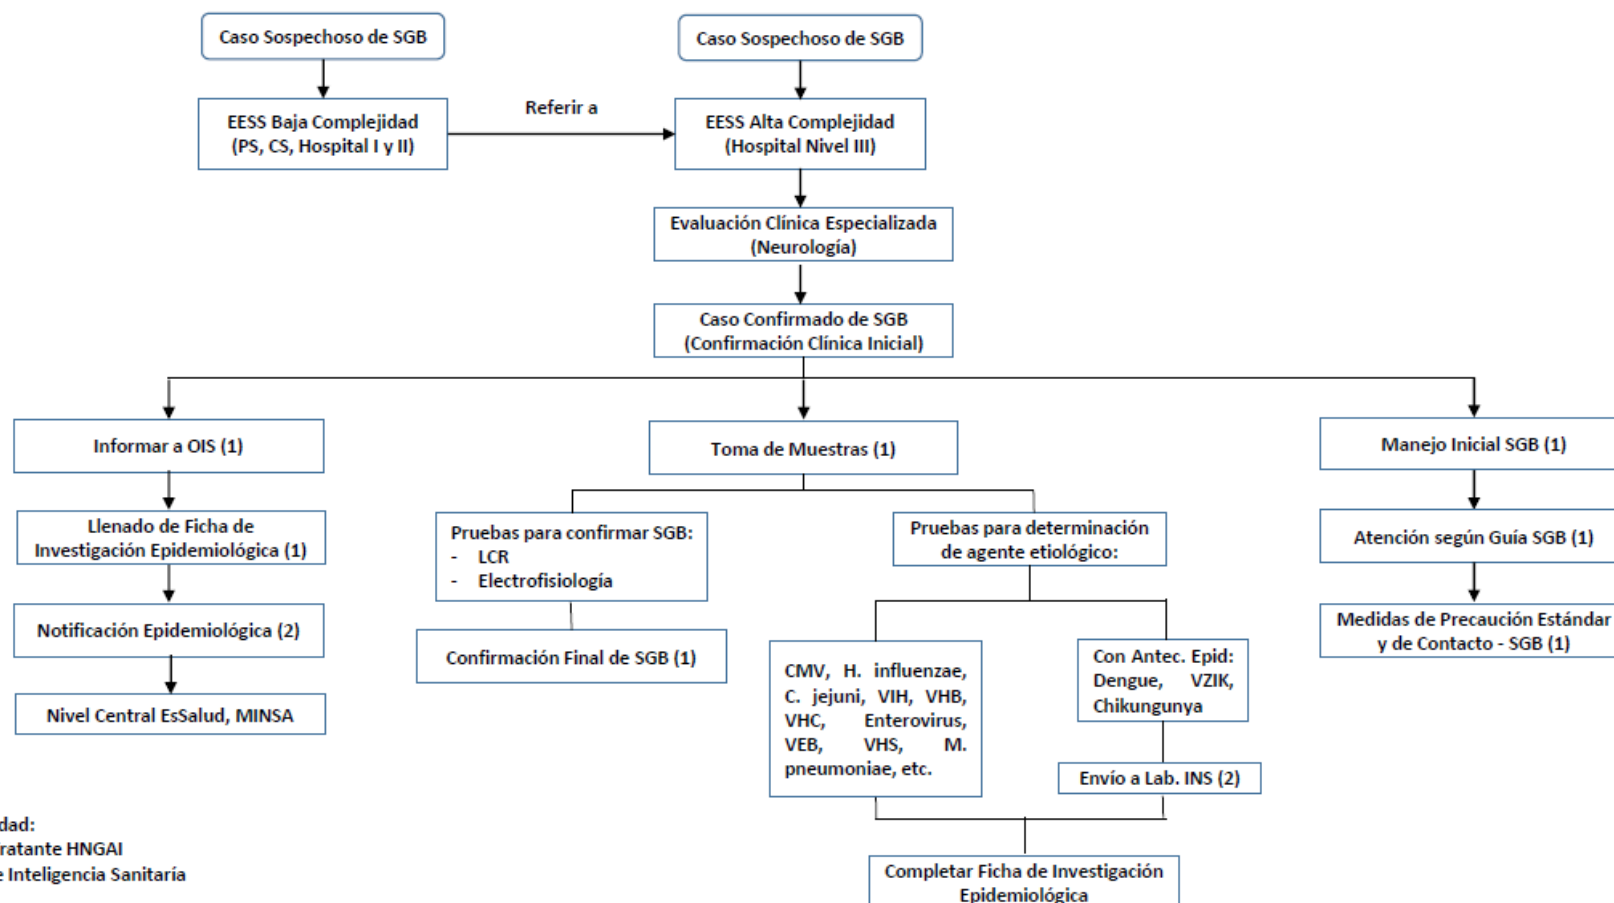 Caso Sospechoso de SGB
Caso Sospechoso de SGB
EESS Baja Complejidad
(PS, CS, Hospital I y II)
Referir a
EESS Alta Complejidad
(Hospital Nivel III)
Evaluación Clínica Especializada
(Neurología)
Caso Confirmado de SGB
(Confirmación Clínica Inicial)
Informar a OIS (1)
Llenado de Ficha de
Investigación Epidemiológica (1)
Notificación Epidemiológica (2)
Nivel Central EsSalud, MINSA
Toma de Muestras (1)
Pruebas para confirmar SGB:
- LCR
- Electrofisiología
Confirmación Final de SGB (1)
Pruebas para determinación
de agente etiológico:
CMV, H. influenzae,
C. jejuni, VIH, VHB,
VHC, Enterovirus,
VEB, VHS, M.
pneumoniae, etc.
Con Antec. Epid:
Dengue, VZIK,
Chikungunya
Envío a Lab. INS (2)
Completar Ficha de Investigación
Epidemiológica
Manejo Inicial SGB (1)
Atención según Guía SGB (1)
Medidas de Precaución Estándar
y de Contacto - SGB (1)
dad:
ratante HNGAI
e Inteligencia Sanitaría